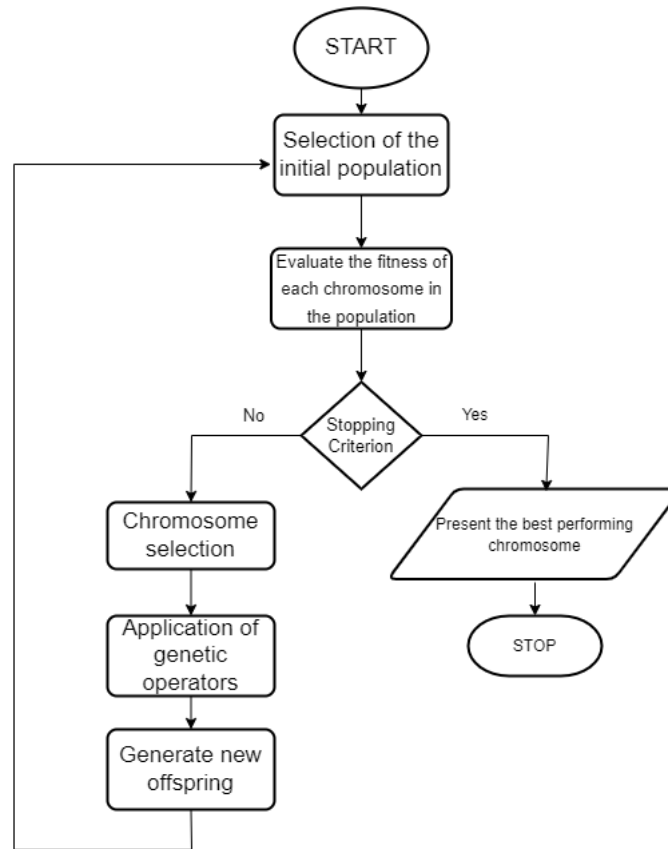 START
Selection of the
initial population
Evaluate the fitness of
each chromosome in
the population
No
Stopping
Criterion
Yes
Chromosome
selection
Present the best performing
chromosome
Application of
genetic
operators
STOP
Generate new
offspring